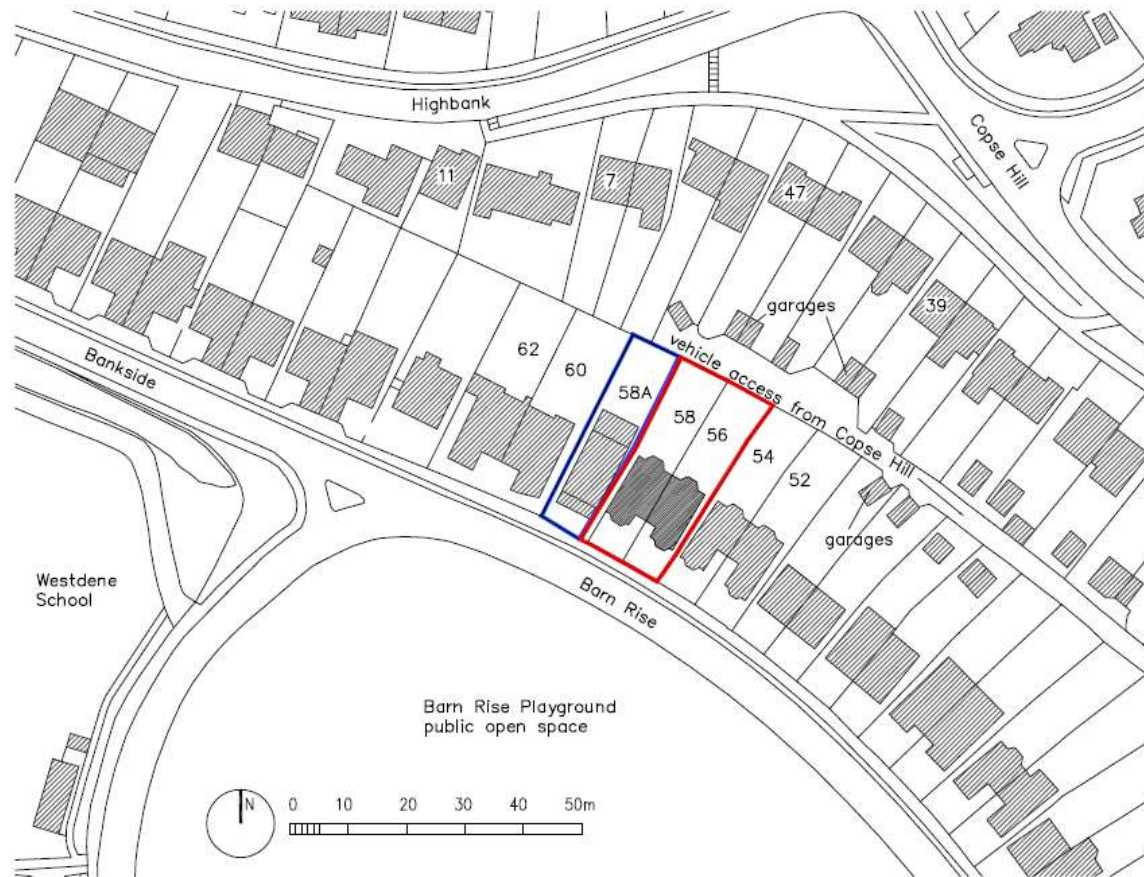 Highbank
Copse Hill
11
7
47
39
garages
vehicle access from Copse Hill
Bankside
62
60
58A
58
56
54
52
garages
Westdene
School
Barn Rise
Barn Rise Playground
public open space
N
0 10 20 30 40 50m